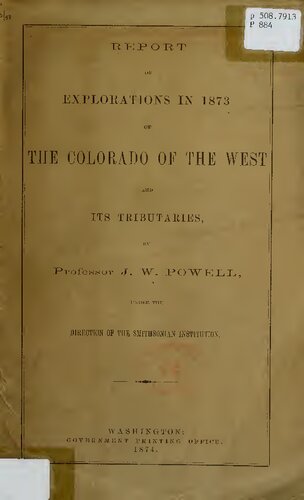 p 508.7913
P 884
REPORT
OF
EXPLORATIONS IN 1873
OF
THE COLORADO OF THE WEST
AND
ITS TRIBUTARIES,
BY
Professor J. W. POWELL,
UNDER THE
DIRECTION OF THE SMITHSONIAN INSTITUTION.
WASHINGTON:
GOVERNMENT PRINTING OFFICE.
1874.